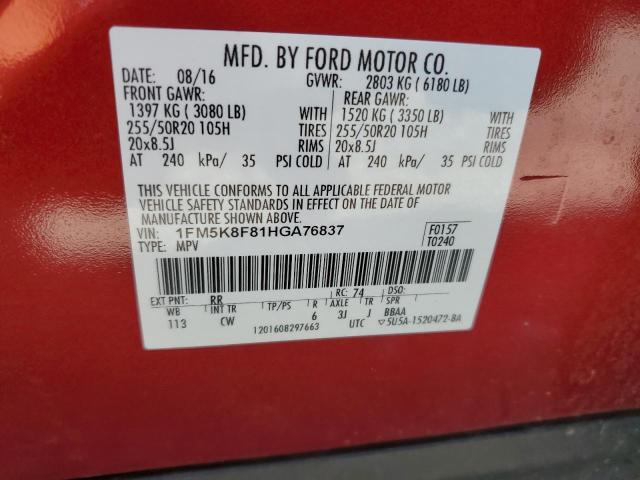 MFD. BY FORD MOTOR CO.
DATE: 08/16 GVWR: 2803 KG ( 6180 LB)
FRONT GAWR: REAR GAWR:
1397 KG ( 3080 LB) WITH 1520 KG ( 3350 LB) WITH
255/50R20 105H TIRES 255/50R20 105H TIRES
20x8.5J RIMS 20x8.5J RIMS
AT 240 kPa/ 35 PSI COLD AT 240 kPa/ 35 PSI COLD
THIS VEHICLE CONFORMS TO ALL APPLICABLE FEDERAL MOTOR
VEHICLE SAFETY STANDARDS IN EFFECT ON THE DATE OF
MANUFACTURE SHOWN ABOVE.
VIN: 1FM5K8F81HGA76837 F0157
TYPE: MPV T0240
EXT PNT: RR RC: 74 DSO:
WB INT TR TP/PS R AXLE TR SPR
113 CW 6 3J J BBAA
1201608297663 UTC ▽5U5A-1520472-BA